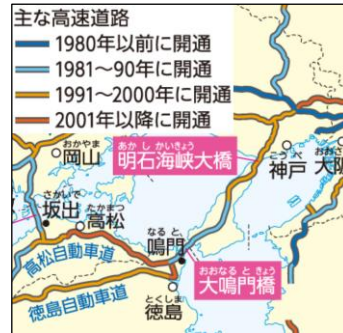 主な高速道路
1980年以前に開通
1981〜90年に開通
1991〜2000年に開通
2001年以降に開通
おかやま
岡山
あかしかいきょう
明石海峡大橋
こうべ
神戸
おおさ
大阪
さかいで
坂出
たかまつ
高松
なると
鳴門
おおなるときょう
大鳴門橋
高松自動車道
徳島自動車道
とくしま
徳島